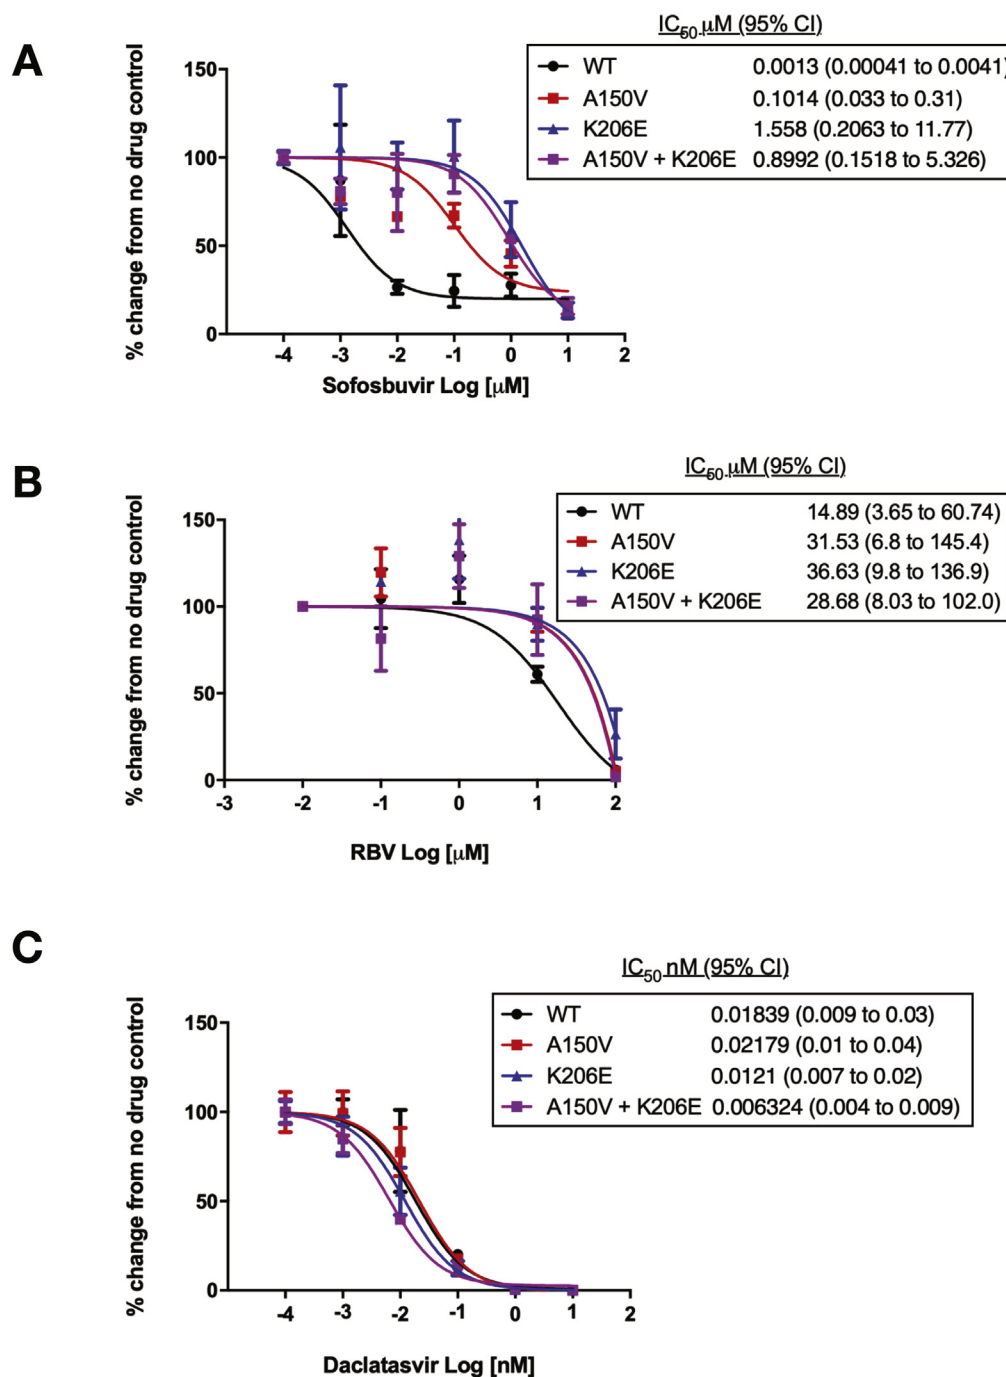 A
IC50 μM (95% CI)
WT 0.0013 (0.00041 to 0.0041)
A150V 0.1014 (0.033 to 0.31)
K206E 1.558 (0.2063 to 11.77)
A150V + K206E 0.8992 (0.1518 to 5.326)
% change from no drug control
150
100
50
0
-4 -3 -2 -1 0 1 2
Sofosbuvir Log [μM]
B
IC50 μM (95% CI)
WT 14.89 (3.65 to 60.74)
A150V 31.53 (6.8 to 145.4)
K206E 36.63 (9.8 to 136.9)
A150V + K206E 28.68 (8.03 to 102.0)
% change from no drug control
150
100
50
0
-3 -2 -1 0 1 2
RBV Log [μM]
C
IC50 nM (95% CI)
WT 0.01839 (0.009 to 0.03)
A150V 0.02179 (0.01 to 0.04)
K206E 0.0121 (0.007 to 0.02)
A150V + K206E 0.006324 (0.004 to 0.009)
% change from no drug control
150
100
50
0
-4 -3 -2 -1 0 1 2
Daclatasvir Log [nM]